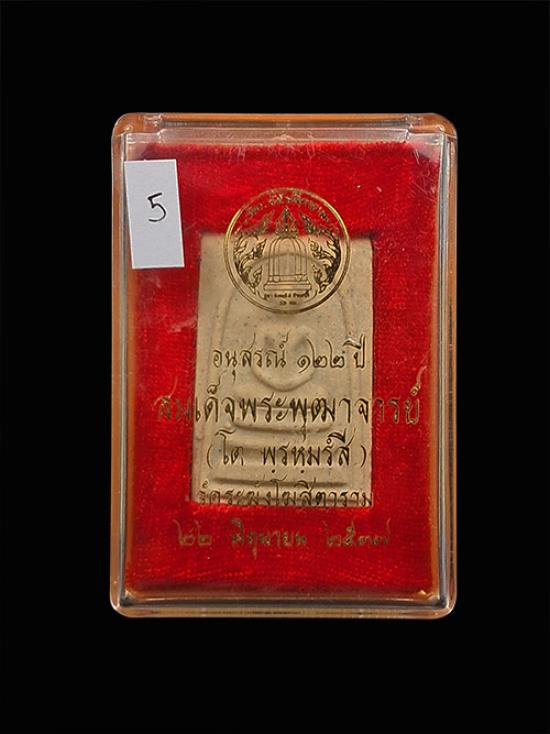 5
อนุสรณ์ ๑๒๒ ปี
สมเด็จพระพุฒาจารย์
(โต พฺรหฺมรํสี)
วัดระฆังโฆสิตาราม
๒๒ มิถุนายน ๒๕๓๗